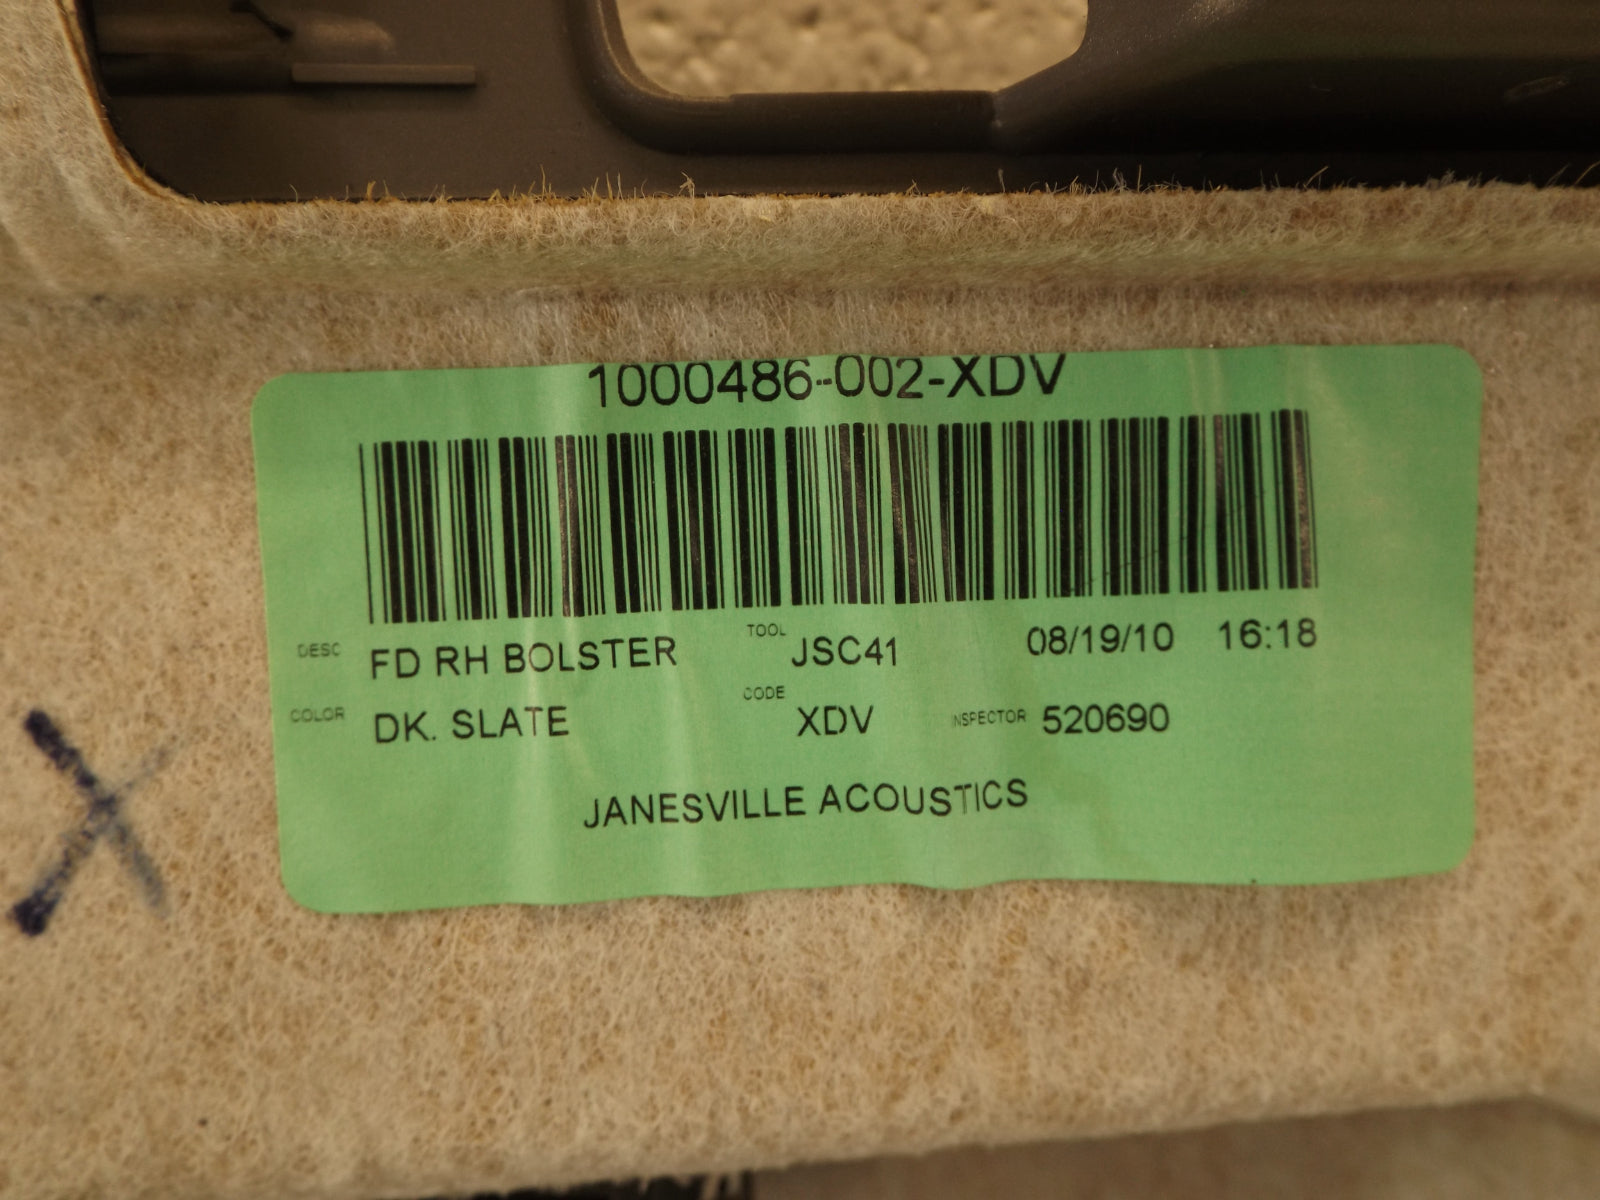 1000486-002-XDV
DESC FD RH BOLSTER TOOL JSC41 08/19/10 16:18
COLOR DK. SLATE CODE XDV INSPECTOR 520690
JANESVILLE ACOUSTICS
X